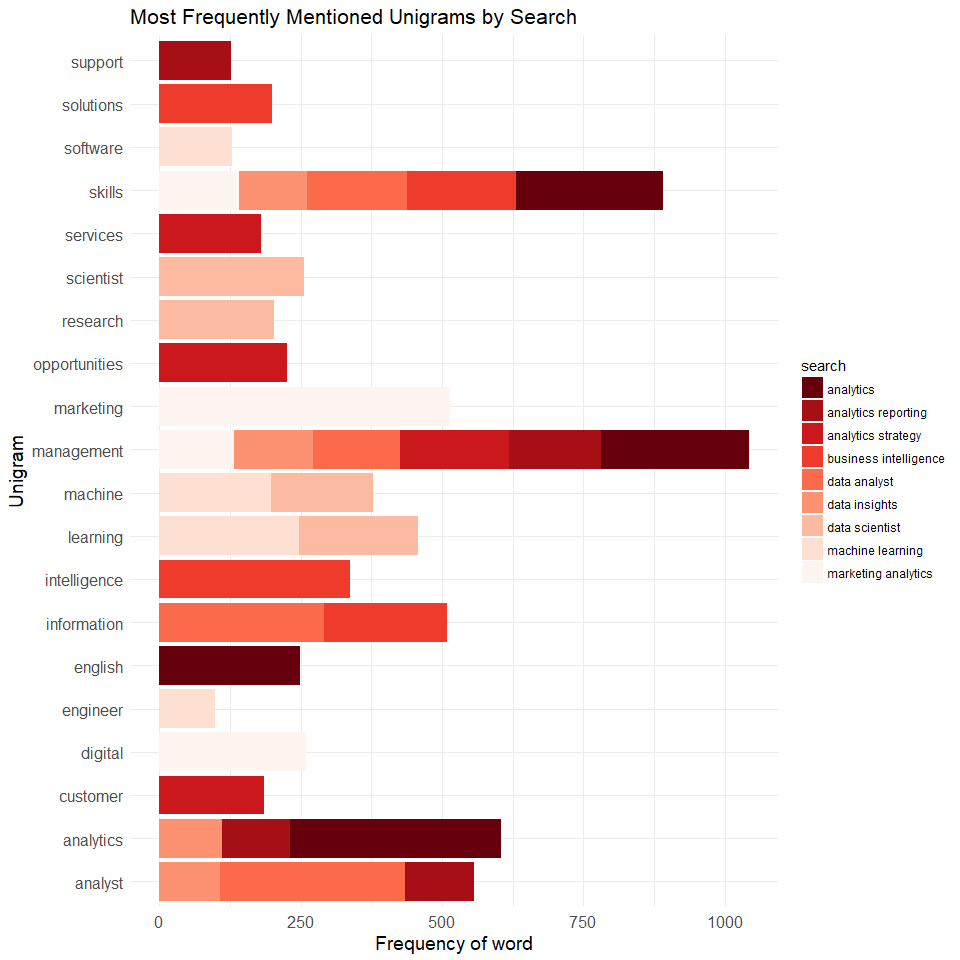 Most Frequently Mentioned Unigrams by Search
support
solutions
software
skills
services
scientist
research
opportunities
marketing
management
machine
learning
intelligence
information
english
engineer
digital
customer
analytics
analyst
Unigram
0 250 500 750 1000
Frequency of word
search
analytics
analytics reporting
analytics strategy
business intelligence
data analyst
data insights
data scientist
machine learning
marketing analytics